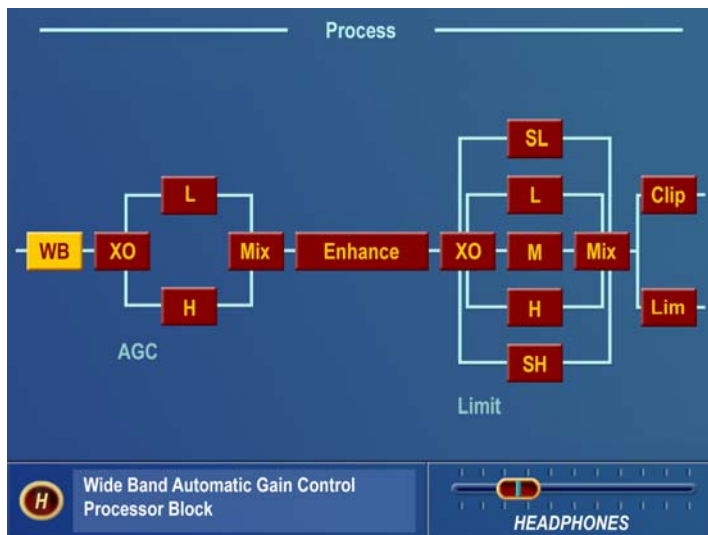 Process
SL
L
L
Clip
WB
XO
Mix
Enhance
XO
M
Mix
H
H
Lim
AGC
SH
Limit
H
Wide Band Automatic Gain Control
Processor Block
HEADPHONES